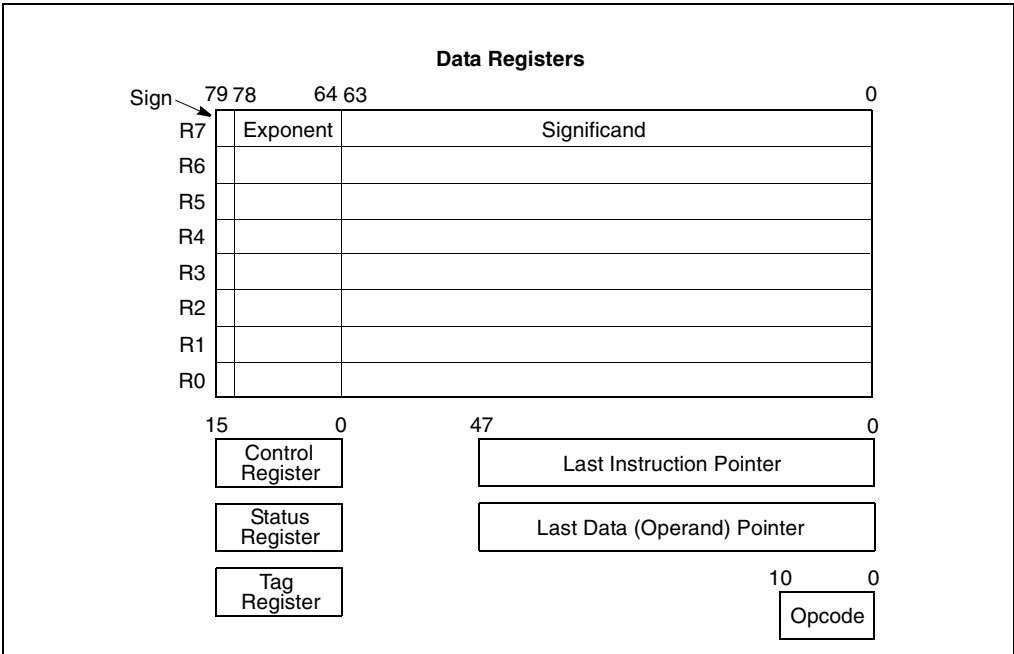 Data Registers
Sign 79 78 64 63 0
R7 Exponent Significand
R6
R5
R4
R3
R2
R1
R0
15 0 47 0
Control
Register
Last Instruction Pointer
Status
Register
Last Data (Operand) Pointer
Tag
Register
10 0
Opcode